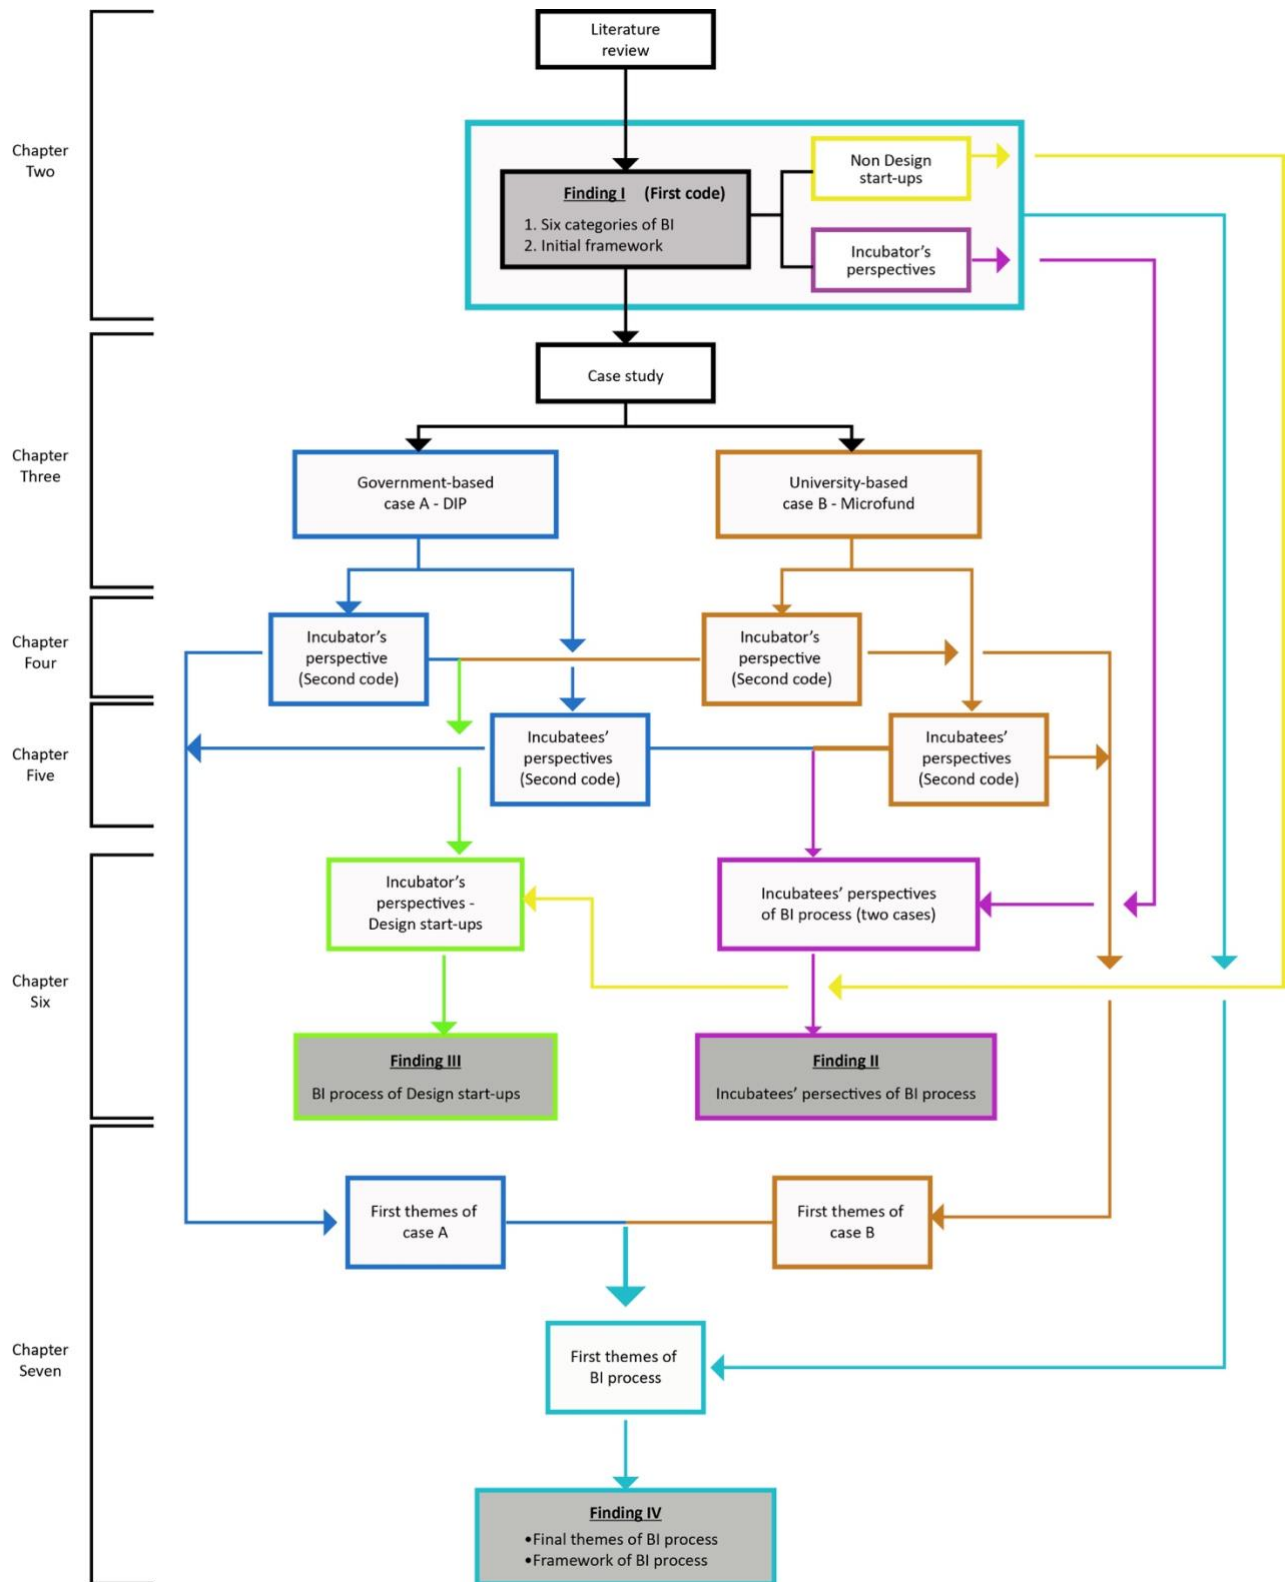 Literature
review
Chapter
Two
Non Design
start-ups
Finding I (First code)
1. Six categories of BI
2. Initial framework
Incubator's
perspectives
Case study
Chapter
Three
Government-based
case A - DIP
University-based
case B - Microfund
Chapter
Four
Incubator's
perspective
(Second code)
Incubator's
perspective
(Second code)
Chapter
Five
Incubatees'
perspectives
(Second code)
Incubatees'
perspectives
(Second code)
Incubator's
perspectives -
Design start-ups
Incubatees' perspectives
of BI process (two cases)
Chapter
Six
Finding III
BI process of Design start-ups
Finding II
Incubatees' persectives of BI process
First themes of
case A
First themes of
case B
Chapter
Seven
First themes of
BI process
Finding IV
•Final themes of BI process
•Framework of BI process